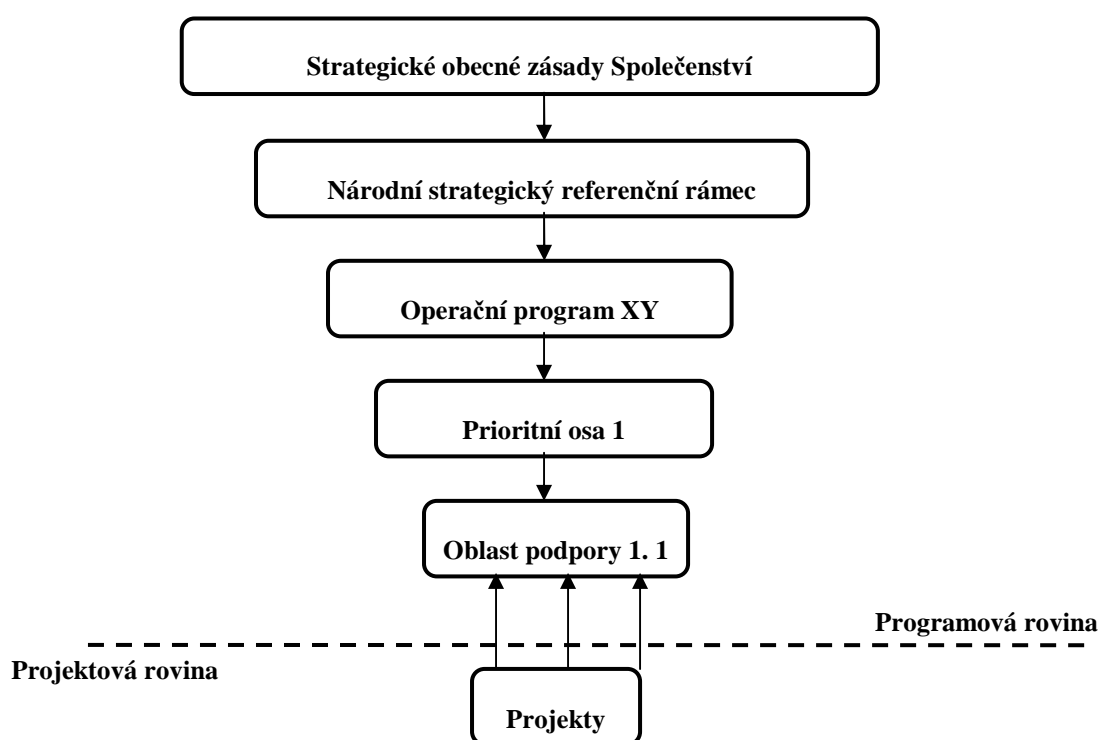 Strategické obecné zásady Společenství
Národní strategický referenční rámec
Operační program XY
Prioritní osa 1
Oblast podpory 1. 1
Programová rovina
Projektová rovina
Projekty